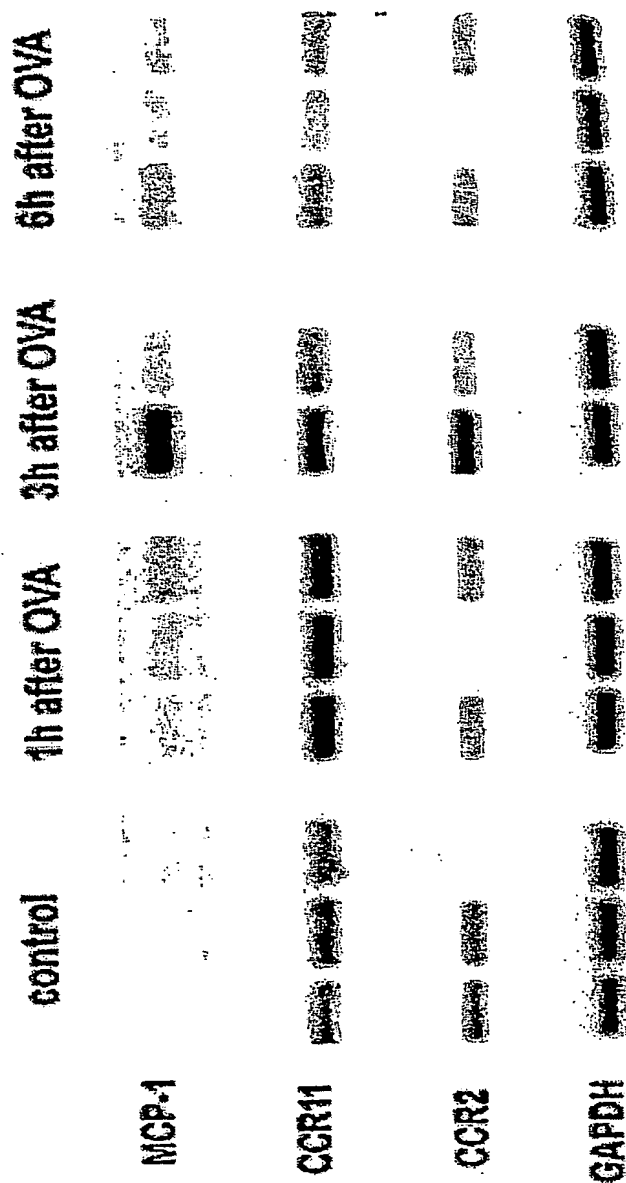 control
1h after OVA
3h after OVA
6h after OVA
MCP-1
CCR11
CCR2
GAPDH